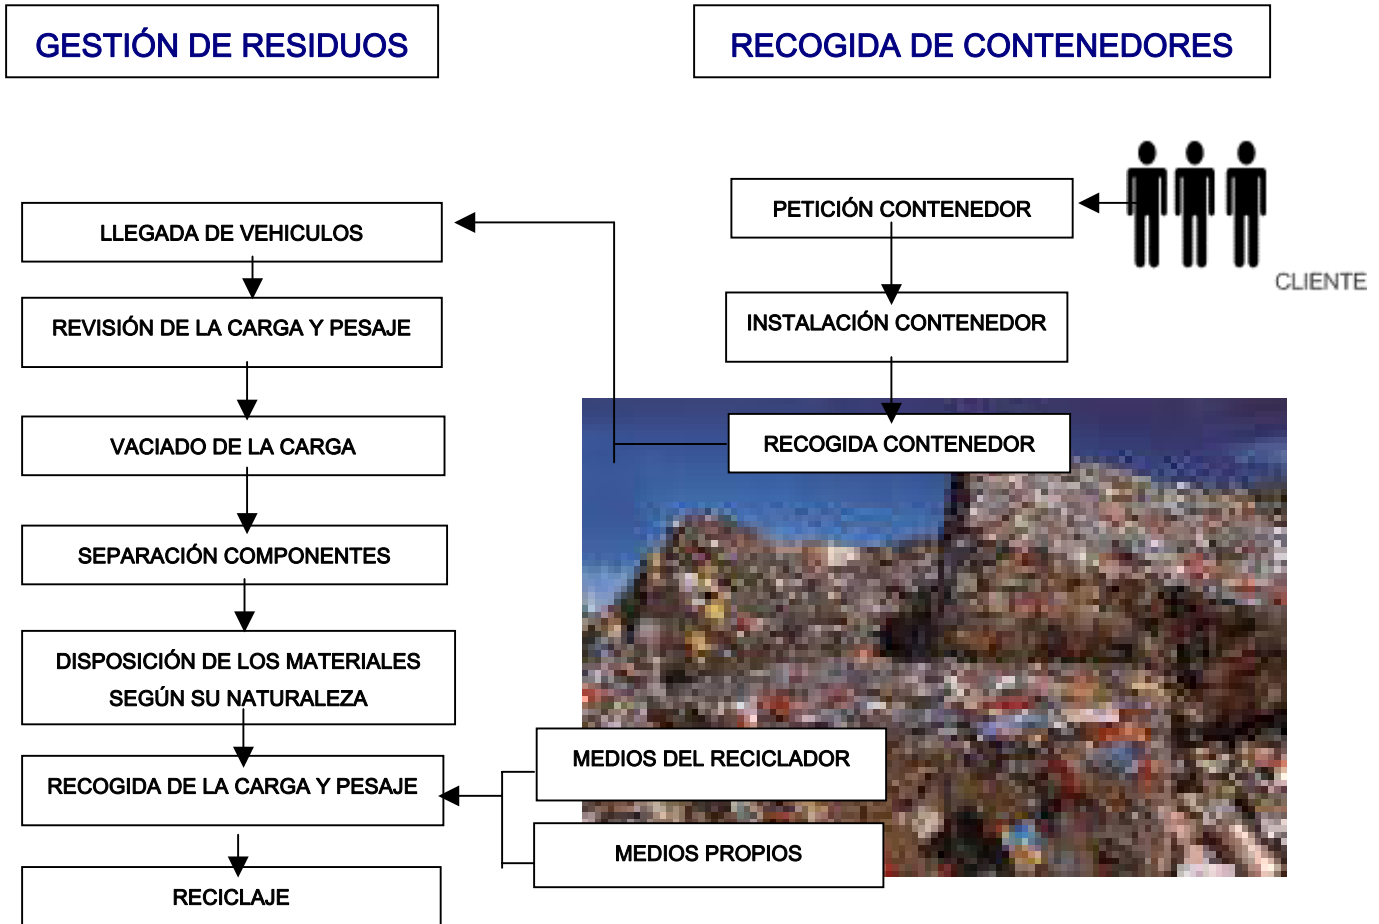 GESTIÓN DE RESIDUOS
RECOGIDA DE CONTENEDORES
CLIENTE
PETICIÓN CONTENEDOR
INSTALACIÓN CONTENEDOR
RECOGIDA CONTENEDOR
LLEGADA DE VEHICULOS
REVISIÓN DE LA CARGA Y PESAJE
VACIADO DE LA CARGA
SEPARACIÓN COMPONENTES
DISPOSICIÓN DE LOS MATERIALES
SEGÚN SU NATURALEZA
RECOGIDA DE LA CARGA Y PESAJE
MEDIOS DEL RECICLADOR
MEDIOS PROPIOS
RECICLAJE